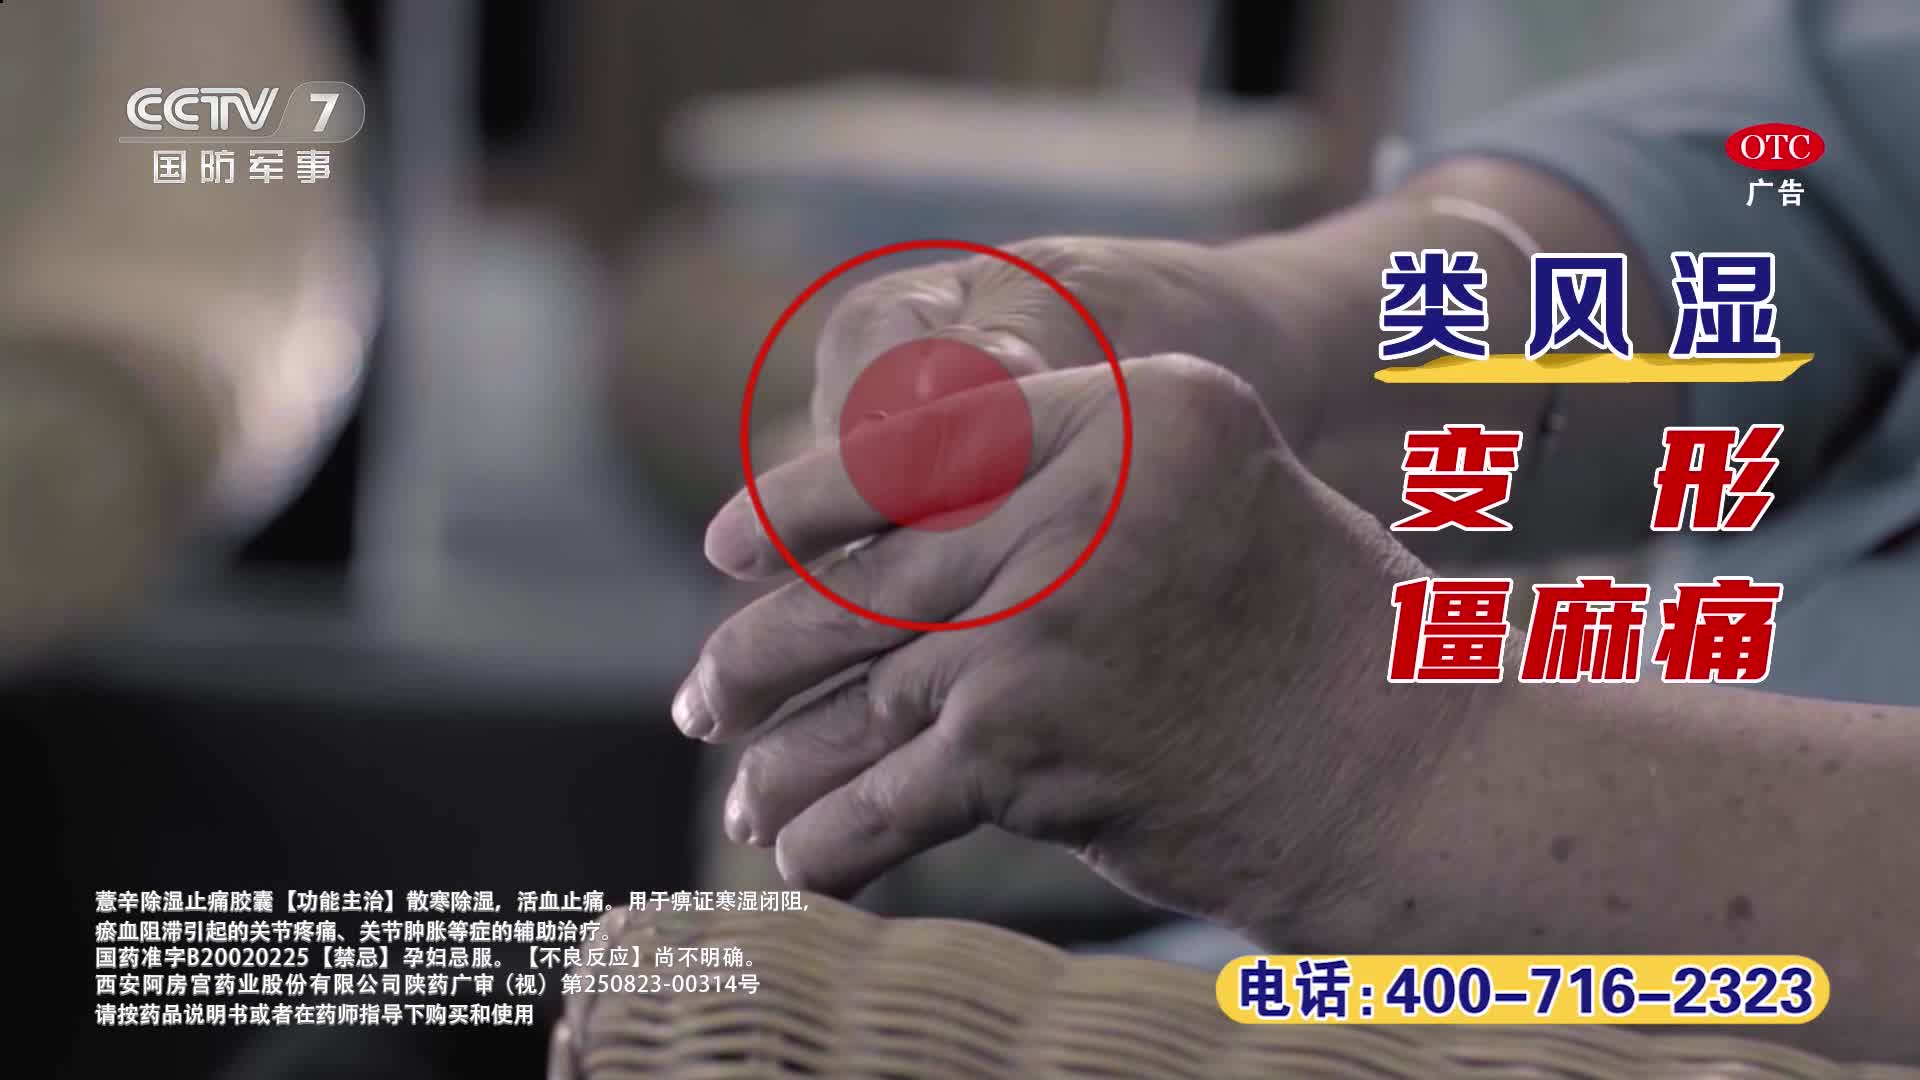 CCTV 7
国防军事
OTC
广告
类风湿
变形
僵麻痛
薏辛除湿止痛胶囊【功能主治】散寒除湿，活血止痛。用于痹证寒湿闭阻，
瘀血阻滞引起的关节疼痛、关节肿胀等症的辅助治疗。
国药准字B20020225【禁忌】孕妇忌服。【不良反应】尚不明确。
西安阿房宫药业股份有限公司陕药广审（视）第250823-00314号
请按药品说明书或者在药师指导下购买和使用
电话：400-716-2323